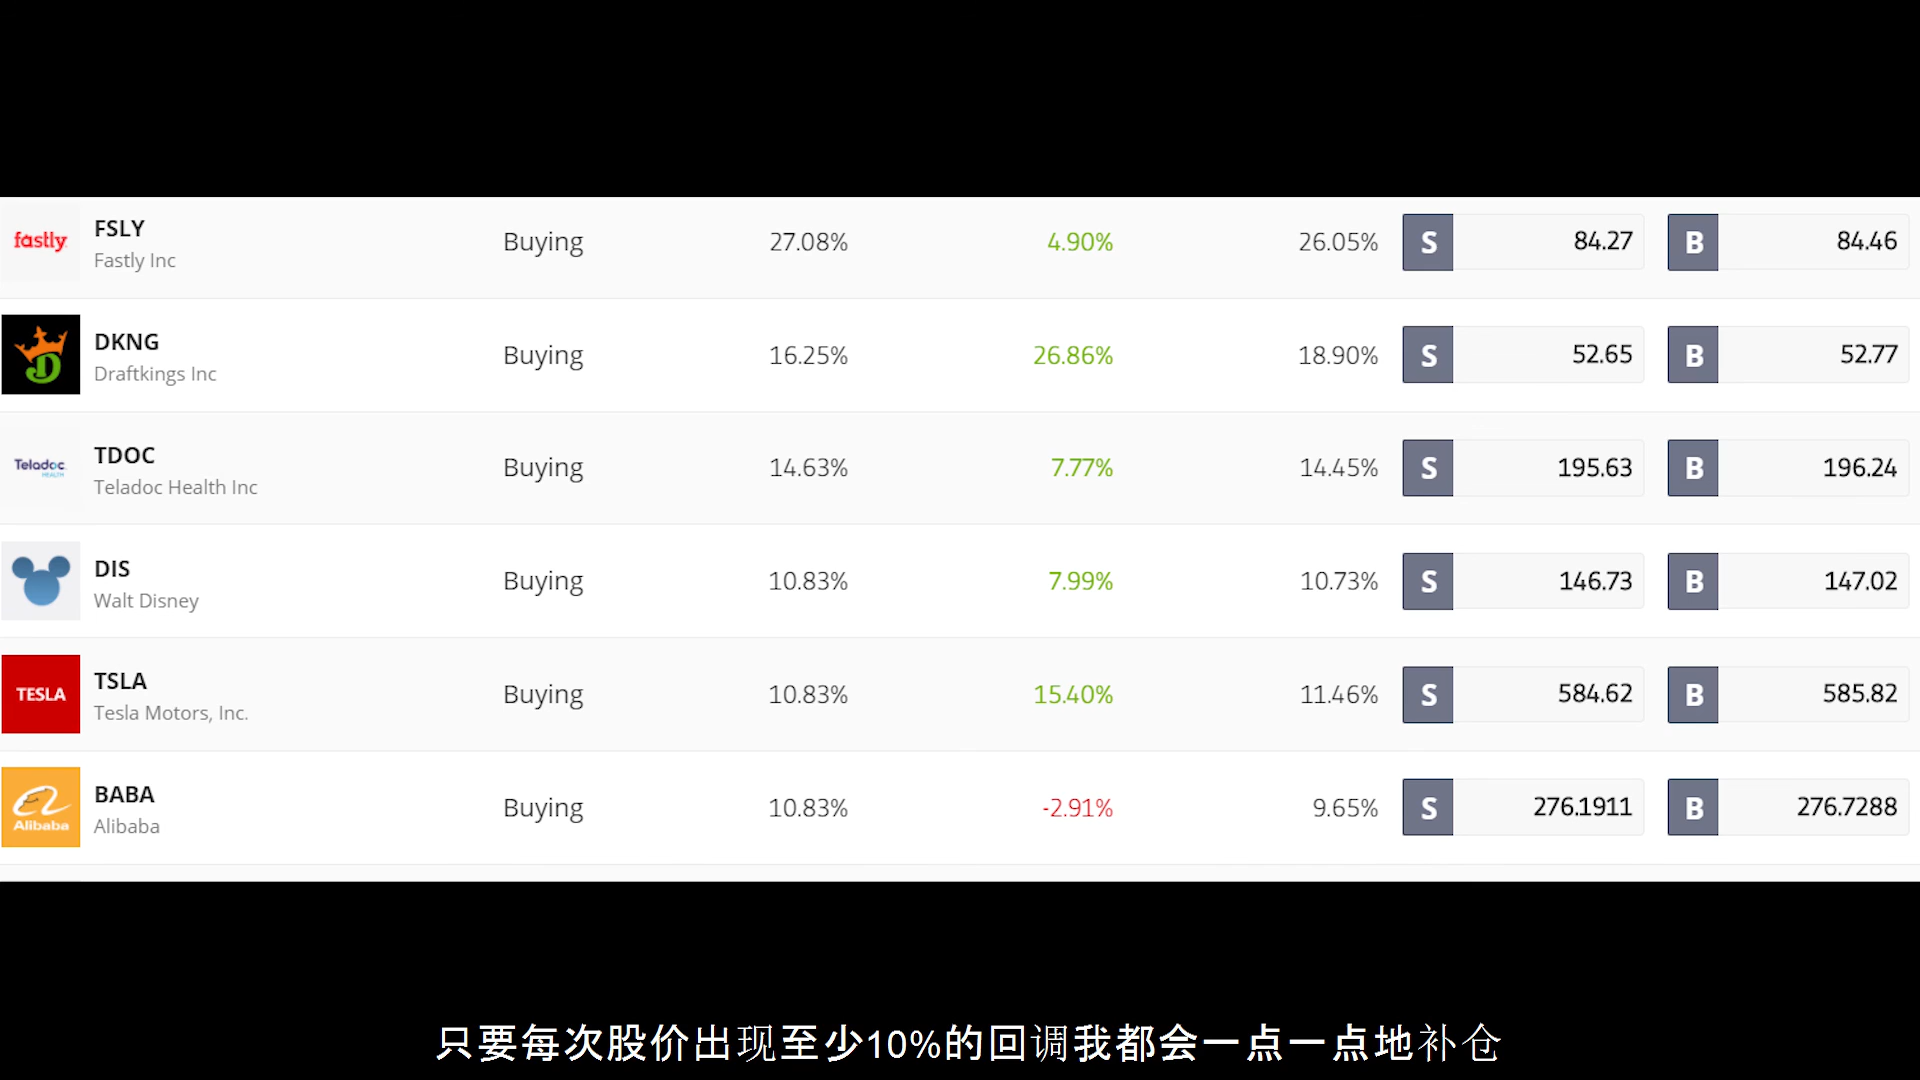 fastly
FSLY
Fastly Inc
Buying
27.08%
4.90%
26.05%
S
84.27
B
84.46
DKNG
Draftkings Inc
Buying
16.25%
26.86%
18.90%
S
52.65
B
52.77
Teladoc
HEALTH
TDOC
Teladoc Health Inc
Buying
14.63%
7.77%
14.45%
S
195.63
B
196.24
DIS
Walt Disney
Buying
10.83%
7.99%
10.73%
S
146.73
B
147.02
TESLA
TSLA
Tesla Motors, Inc.
Buying
10.83%
15.40%
11.46%
S
584.62
B
585.82
Alibaba
BABA
Alibaba
Buying
10.83%
-2.91%
9.65%
S
276.1911
B
276.7288
只要每次股价出现至少10%的回调我都会一点一点地补仓